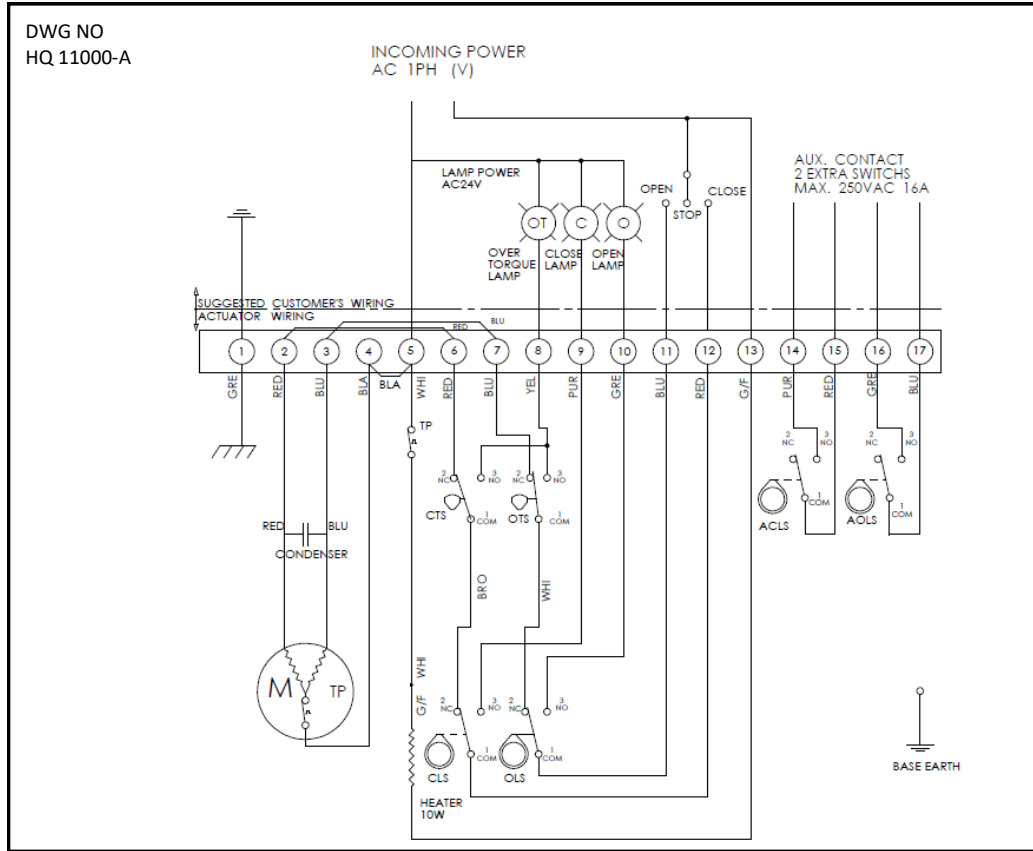 DWG NO
HQ 11000-A
INCOMING POWER
AC 1PH (V)
LAMP POWER
AC24V
AUX. CONTACT
2 EXTRA SWITCHS
MAX. 250VAC 16A
OPEN
STOP
CLOSE
OT
C
O
OVER
TORQUE
LAMP
CLOSE
LAMP
OPEN
LAMP
SUGGESTED CUSTOMER'S WIRING
ACTUATOR WIRING
RED
BLU
1
2
3
4
5
6
7
8
9
10
11
12
13
14
15
16
17
GRE
RED
BLU
BLA
BLA
WHI
RED
BLU
YEL
PUR
GRE
BLU
RED
G/F
PUR
RED
GRE
BLU
TP
2
NC
3
NO
CTS
1
COM
2
NC
3
NO
OTS
1
COM
2
NC
3
NO
ACLS
1
COM
2
NC
3
NO
AOLS
1
COM
RED
BLU
CONDENSER
BRO
WHI
M
TP
WHI
G/F
2
NC
3
NO
CLS
1
COM
2
NC
3
NO
OLS
1
COM
HEATER
10W
BASE EARTH